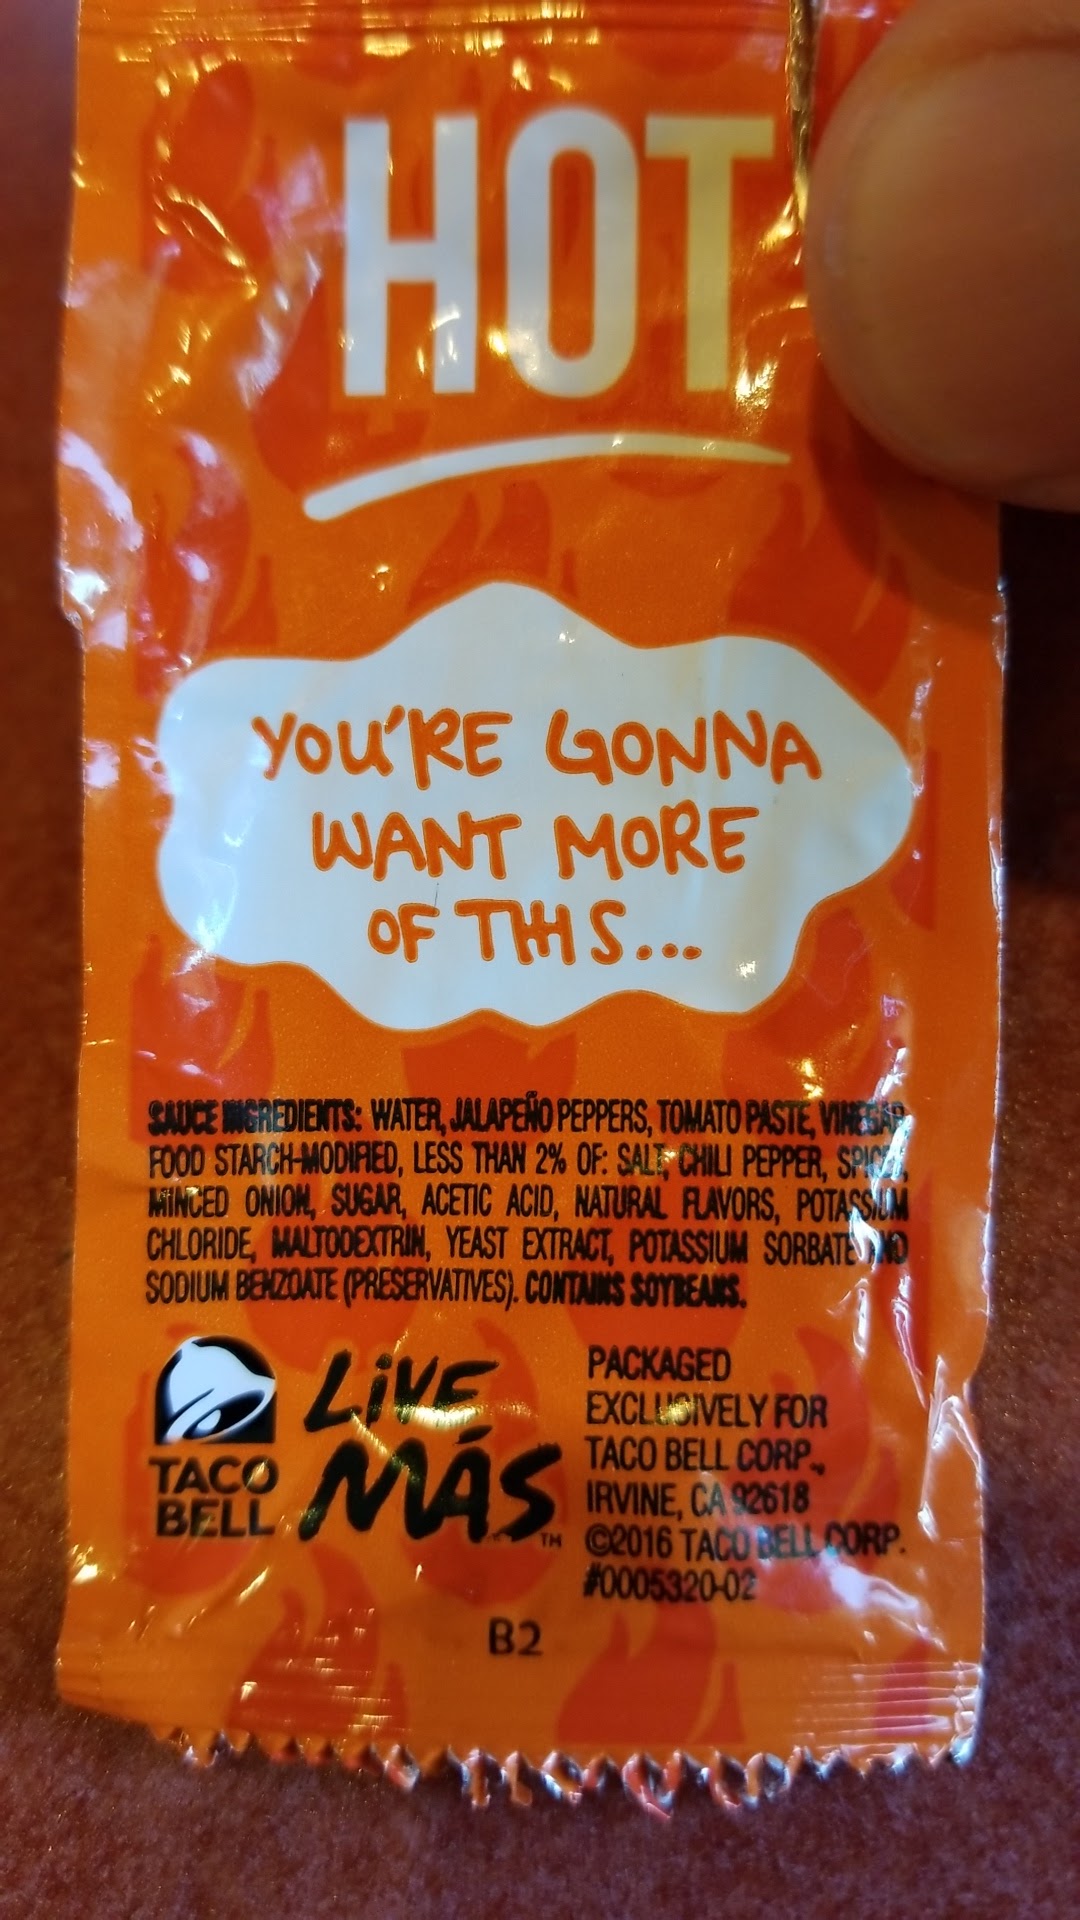 HOT
YOU'RE GONNA
WANT MORE
OF THIS...
SAUCE INGREDIENTS: WATER, JALAPEÑO PEPPERS, TOMATO PASTE, VINEGAR,
FOOD STARCH-MODIFIED, LESS THAN 2% OF: SALT, CHILI PEPPER, SPICES,
MINCED ONION, SUGAR, ACETIC ACID, NATURAL FLAVORS, POTASSIUM
CHLORIDE, MALTODEXTRIN, YEAST EXTRACT, POTASSIUM SORBATE AND
SODIUM BENZOATE (PRESERVATIVES). CONTAINS SOYBEANS.
TACO
BELL
LiVE
MÁS™
PACKAGED
EXCLUSIVELY FOR
TACO BELL CORP.,
IRVINE, CA 92618
©2016 TACO BELL CORP.
#0005320-02
B2